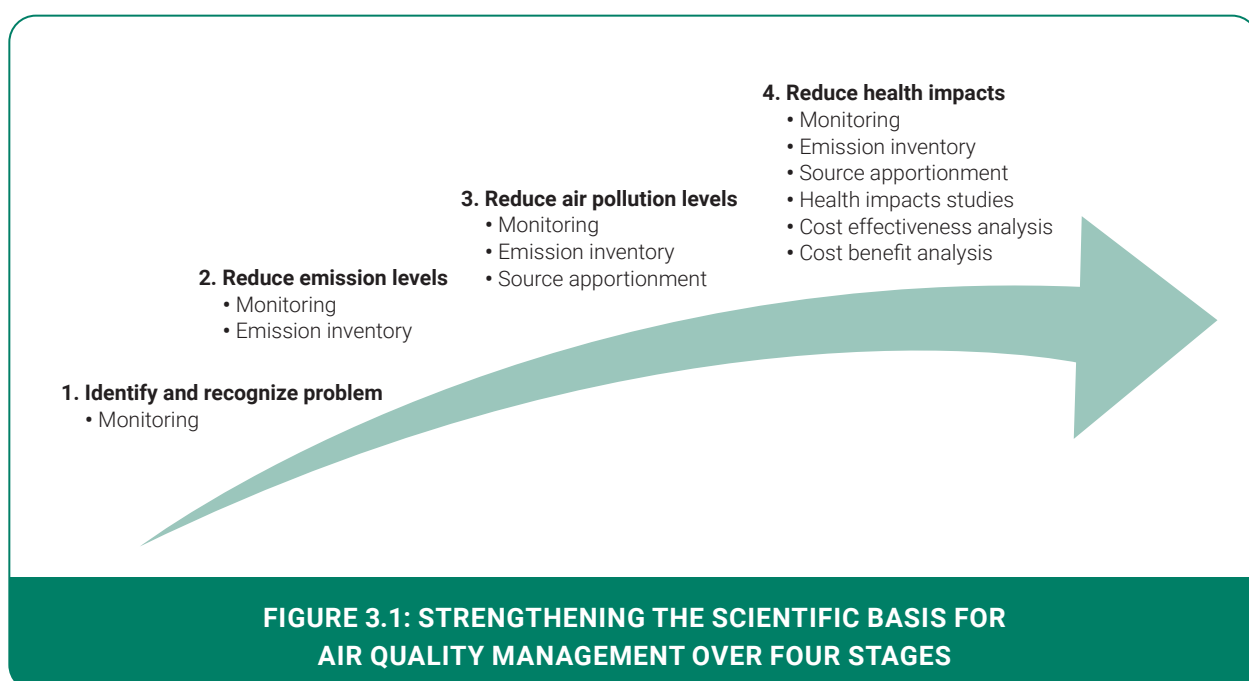 1. Identify and recognize problem
• Monitoring
2. Reduce emission levels
• Monitoring
• Emission inventory
3. Reduce air pollution levels
• Monitoring
• Emission inventory
• Source apportionment
4. Reduce health impacts
• Monitoring
• Emission inventory
• Source apportionment
• Health impacts studies
• Cost effectiveness analysis
• Cost benefit analysis
FIGURE 3.1: STRENGTHENING THE SCIENTIFIC BASIS FOR
AIR QUALITY MANAGEMENT OVER FOUR STAGES